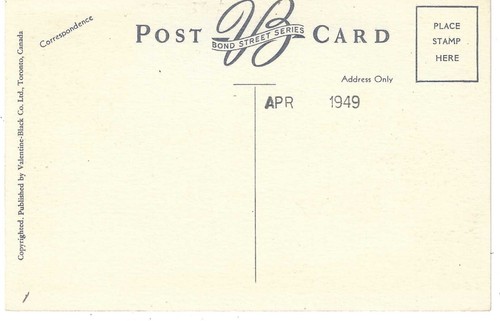 POST VB CARD
BOND STREET SERIES
Correspondence
PLACE
STAMP
HERE
Address Only
APR 1949
Copyrighted. Published by Valentine-Black Co. Ltd., Toronto, Canada